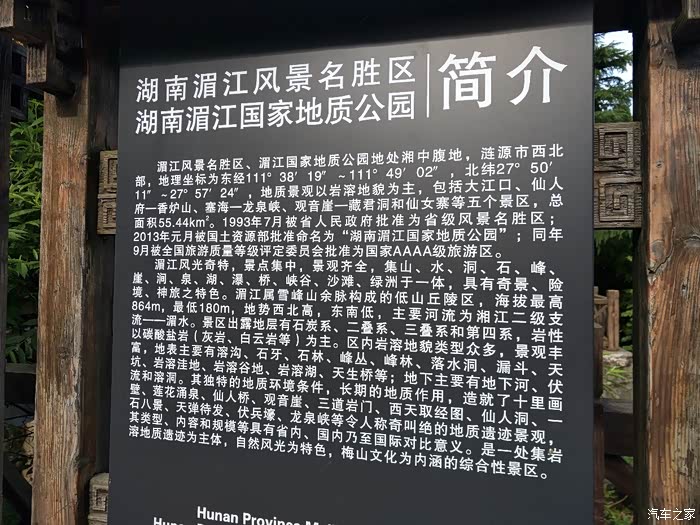 湖南湄江风景名胜区
湖南湄江国家地质公园
简介
湄江风景名胜区、湄江国家地质公园地处湘中腹地，涟源市西北
部，地理坐标为东经111° 38′ 19″ ~111° 49′ 02″，北纬27° 50′
11″ ~27° 57′ 24″，地质景观以岩溶地貌为主，包括大江口、仙人
府—香炉山、塞海—龙泉峡、观音崖—藏君洞和仙女寨等五个景区，总
面积55.44k㎡。1993年7月被省人民政府批准为省级风景名胜区；
2013年元月被国土资源部批准命名为“湖南湄江国家地质公园”；同年
9月被全国旅游质量等级评定委员会批准为国家AAAA级旅游区。
湄江风光奇特，景点集中，景观齐全，集山、水、洞、石、峰、
崖、涧、泉、湖、瀑、桥、峡谷、沙滩、绿洲于一体，具有奇景、险
境、神旅之特色。湄江属雪峰山余脉构成的低山丘陵区，海拔最高
864m，最低180m，地势西北高，东南低，主要河流为湘江二级支
流——湄水。景区出露地层有石炭系、二叠系、三叠系和第四系，岩性
以碳酸盐岩（灰岩、白云岩等）为主。区内岩溶地貌类型众多，景观丰
富，地表主要有溶沟、石牙、石林、峰丛、峰林、落水洞、漏斗、天
坑、岩溶洼地、岩溶谷地、岩溶湖、天生桥等；地下主要有地下河、伏
流和溶洞。其独特的地质环境条件，长期的地质作用，造就了十里画
壁、莲花涌泉、仙人桥、观音崖、三道岩门、西天取经图、仙人洞、一
石八景、天弹待发、伏兵壕、龙泉峡等令人称奇叫绝的地质遗迹景观，
其类型、内容和规模等具有省内、国内乃至国际对比意义。是一处集岩
溶地质遗迹为主体，自然风光为特色，梅山文化为内涵的综合性景区。
Hunan Province M
汽车之家